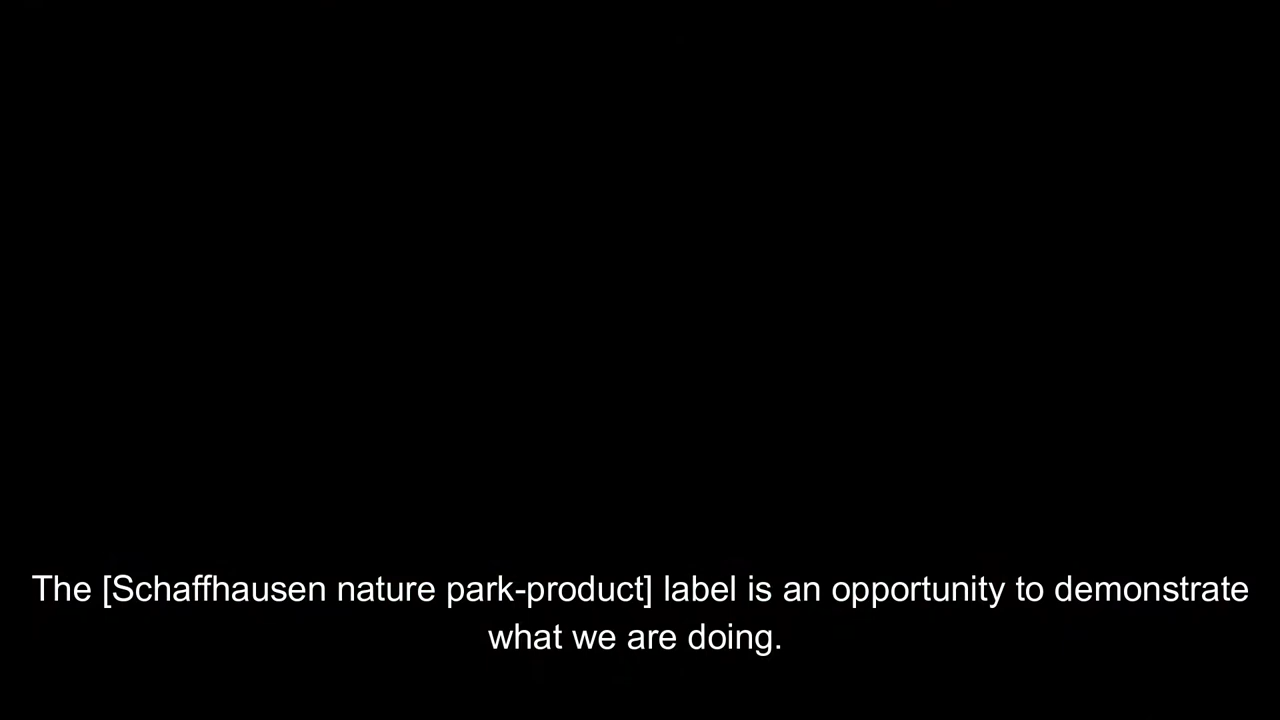 The [Schaffhausen nature park-product] label is an opportunity to demonstrate
what we are doing.